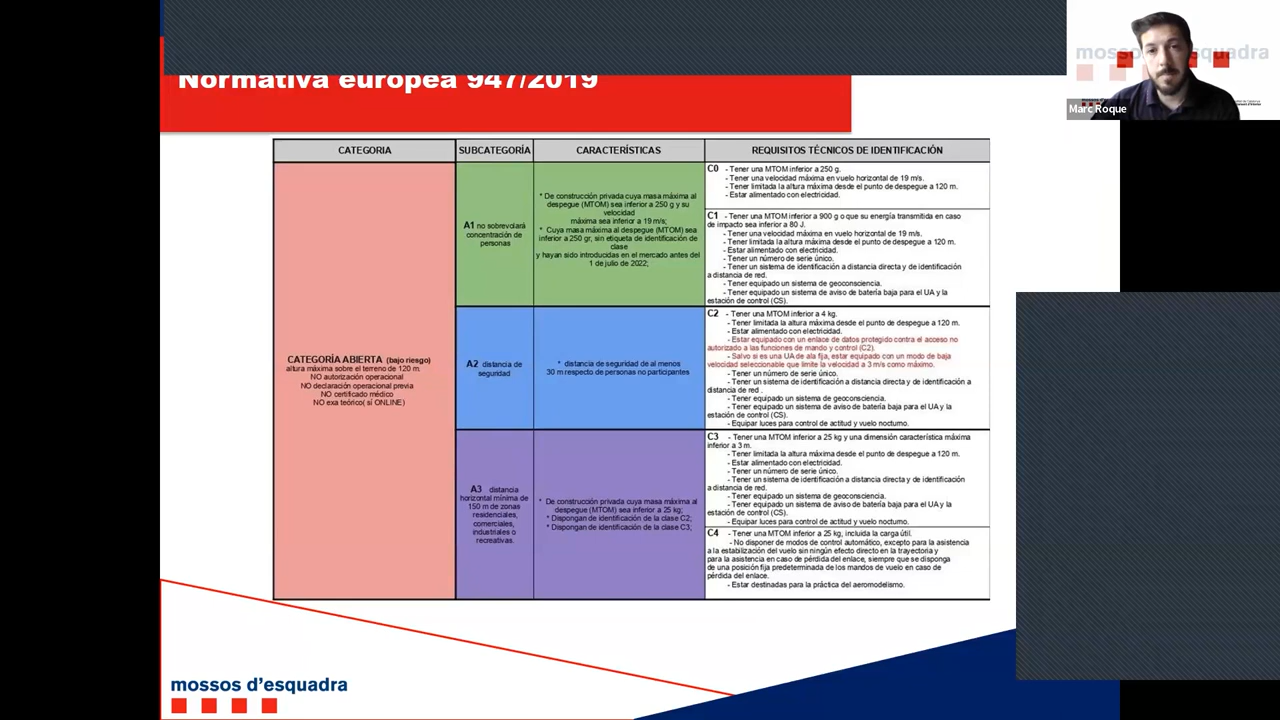 Normativa europea 947/2019
mossos d'esquadra
Marc Roque
CATEGORIA
SUBCATEGORÍA
CARACTERÍSTICAS
REQUISITOS TÉCNICOS DE IDENTIFICACIÓN
CATEGORÍA ABIERTA (bajo riesgo)
altura máxima sobre el terreno de 120 m.
NO autorización operacional
NO declaración operacional previa
NO certificado médico
NO exa teórico( sí ONLINE)
A1 no sobrevolará
concentración de
personas
* De construcción privada cuya masa máxima al
despegue (MTOM) sea inferior a 250 g y su
velocidad
máxima sea inferior a 19 m/s;
* Cuya masa máxima al despegue (MTOM) sea
inferior a 250 gr, sin etiqueta de identificación de
clase
y hayan sido introducidas en el mercado antes del
1 de julio de 2022;
C0 - Tener una MTOM inferior a 250 g.
- Tener una velocidad máxima en vuelo horizontal de 19 m/s.
- Tener limitada la altura máxima desde el punto de despegue a 120 m.
- Estar alimentado con electricidad.
C1 - Tener una MTOM inferior a 900 g o que su energía transmitida en caso
de impacto sea inferior a 80 J.
- Tener una velocidad máxima en vuelo horizontal de 19 m/s.
- Tener limitada la altura máxima desde el punto de despegue a 120 m.
- Estar alimentado con electricidad.
- Tener un número de serie único.
- Tener un sistema de identificación a distancia directa y de identificación
a distancia de red.
- Tener equipado un sistema de geoconsciencia.
- Tener equipado un sistema de aviso de batería baja para el UA y la
estación de control (CS).
A2 distancia de
seguridad
* distancia de seguridad de al menos
30 m respecto de personas no participantes
C2 - Tener una MTOM inferior a 4 kg.
- Tener limitada la altura máxima desde el punto de despegue a 120 m.
- Estar alimentado con electricidad.
- Estar equipado con un enlace de datos protegido contra el acceso no
autorizado a las funciones de mando y control (C2).
- Salvo si es una UA de ala fija, estar equipado con un modo de baja
velocidad seleccionable que limite la velocidad a 3 m/s como máximo.
- Tener un número de serie único.
- Tener un sistema de identificación a distancia directa y de identificación a
distancia de red .
- Tener equipado un sistema de geoconsciencia.
- Tener equipado un sistema de aviso de batería baja para el UA y la
estación de control (CS).
- Equipar luces para control de actitud y vuelo nocturno.
A3 distancia
horizontal mínima de
150 m de zonas
residenciales,
comerciales,
industriales o
recreativas.
* De construcción privada cuya masa máxima al
despegue (MTOM) sea inferior a 25 kg;
* Dispongan de identificación de la clase C2;
* Dispongan de identificación de la clase C3;
C3 - Tener una MTOM inferior a 25 kg y una dimensión característica máxima
inferior a 3 m.
- Tener limitada la altura máxima desde el punto de despegue a 120 m.
- Estar alimentado con electricidad.
- Tener un número de serie único.
- Tener un sistema de identificación a distancia directa y de identificación
a distancia de red.
- Tener equipado un sistema de geoconsciencia.
- Tener equipado un sistema de aviso de batería baja para el UA y la
estación de control (CS).
- Equipar luces para control de actitud y vuelo nocturno.
C4 - Tener una MTOM inferior a 25 kg, incluida la carga útil.
- No disponer de modos de control automático, excepto para la asistencia
a la estabilización del vuelo sin ningún efecto directo en la trayectoria y
para la asistencia en caso de pérdida del enlace, siempre que se disponga
de una posición fija predeterminada de los mandos de vuelo en caso de
pérdida del enlace.
- Estar destinadas para la práctica del aeromodelismo.
mossos d'esquadra